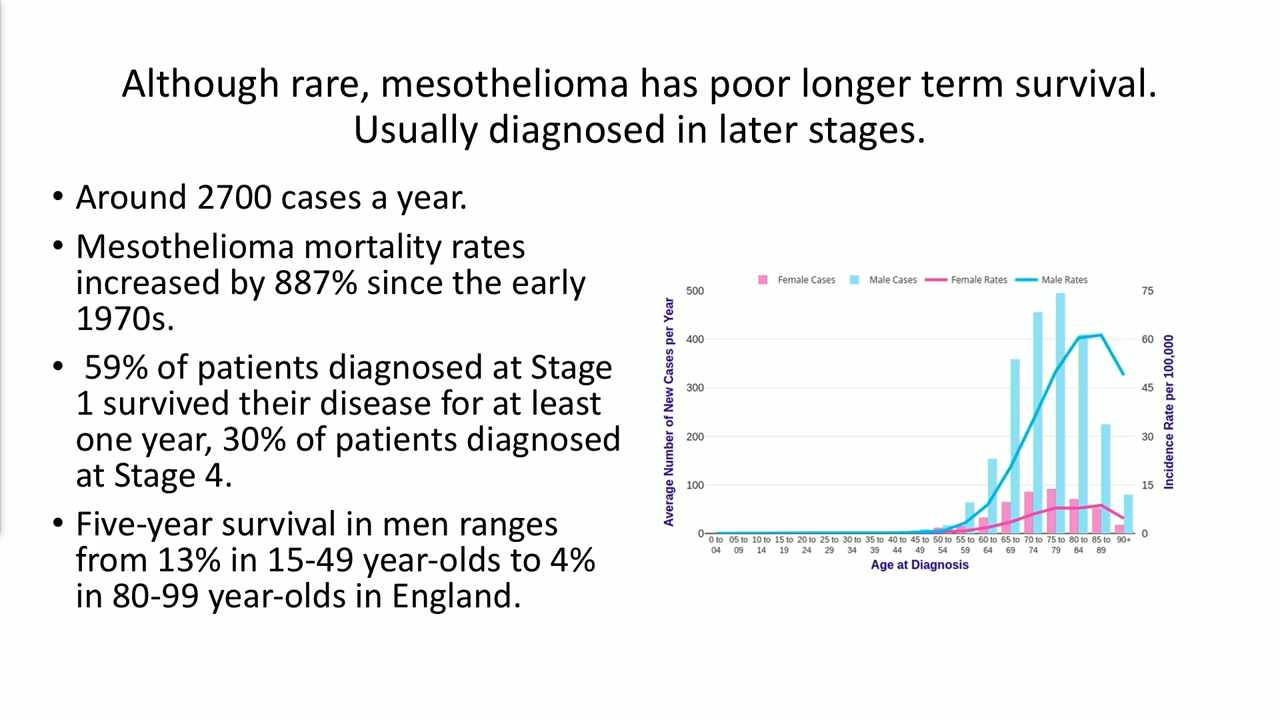 Although rare, mesothelioma has poor longer term survival.
Usually diagnosed in later stages.
• Around 2700 cases a year.
• Mesothelioma mortality rates
increased by 887% since the early
1970s.
• 59% of patients diagnosed at Stage
1 survived their disease for at least
one year, 30% of patients diagnosed
at Stage 4.
• Five-year survival in men ranges
from 13% in 15-49 year-olds to 4%
in 80-99 year-olds in England.
Female Cases Male Cases Female Rates Male Rates
Average Number of New Cases per Year
500
400
300
200
100
0
75
60
45
30
15
0
Incidence Rate per 100,000
0 to 05 to 10 to 15 to 20 to 25 to 30 to 35 to 40 to 45 to 50 to 55 to 60 to 65 to 70 to 75 to 80 to 85 to 90+
04 09 14 19 24 29 34 39 44 49 54 59 64 69 74 79 84 89
Age at Diagnosis